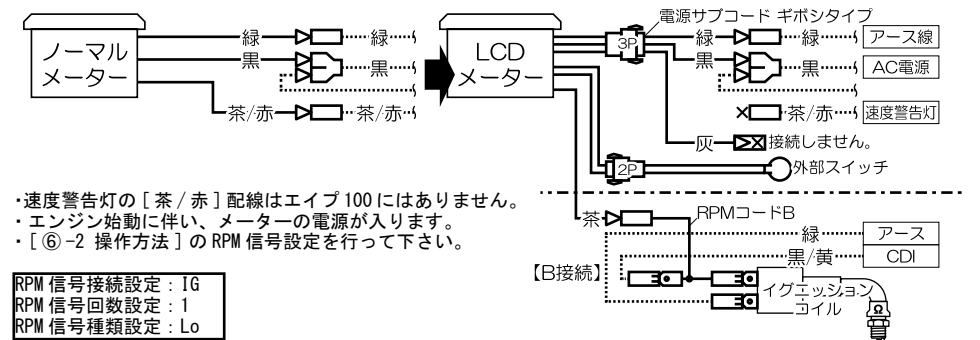 電源サブコード ギボシタイプ
ノーマル
メーター
緑
緑
黒
黒
茶/赤
茶/赤
LCD
メーター
3P
緑
緑
アース線
黒
黒
AC電源
茶/赤
速度警告灯
灰
接続しません。
2P
外部スイッチ
・速度警告灯の[茶/赤]配線はエイプ100にはありません。
・エンジン始動に伴い、メーターの電源が入ります。
・[⑥-2 操作方法]のRPM信号設定を行って下さい。
RPM信号接続設定：IG
RPM信号回数設定：1
RPM信号種類設定：Lo
茶
RPMコードB
緑
アース
黒/黄
CDI
【B接続】
イグニッション
コイル